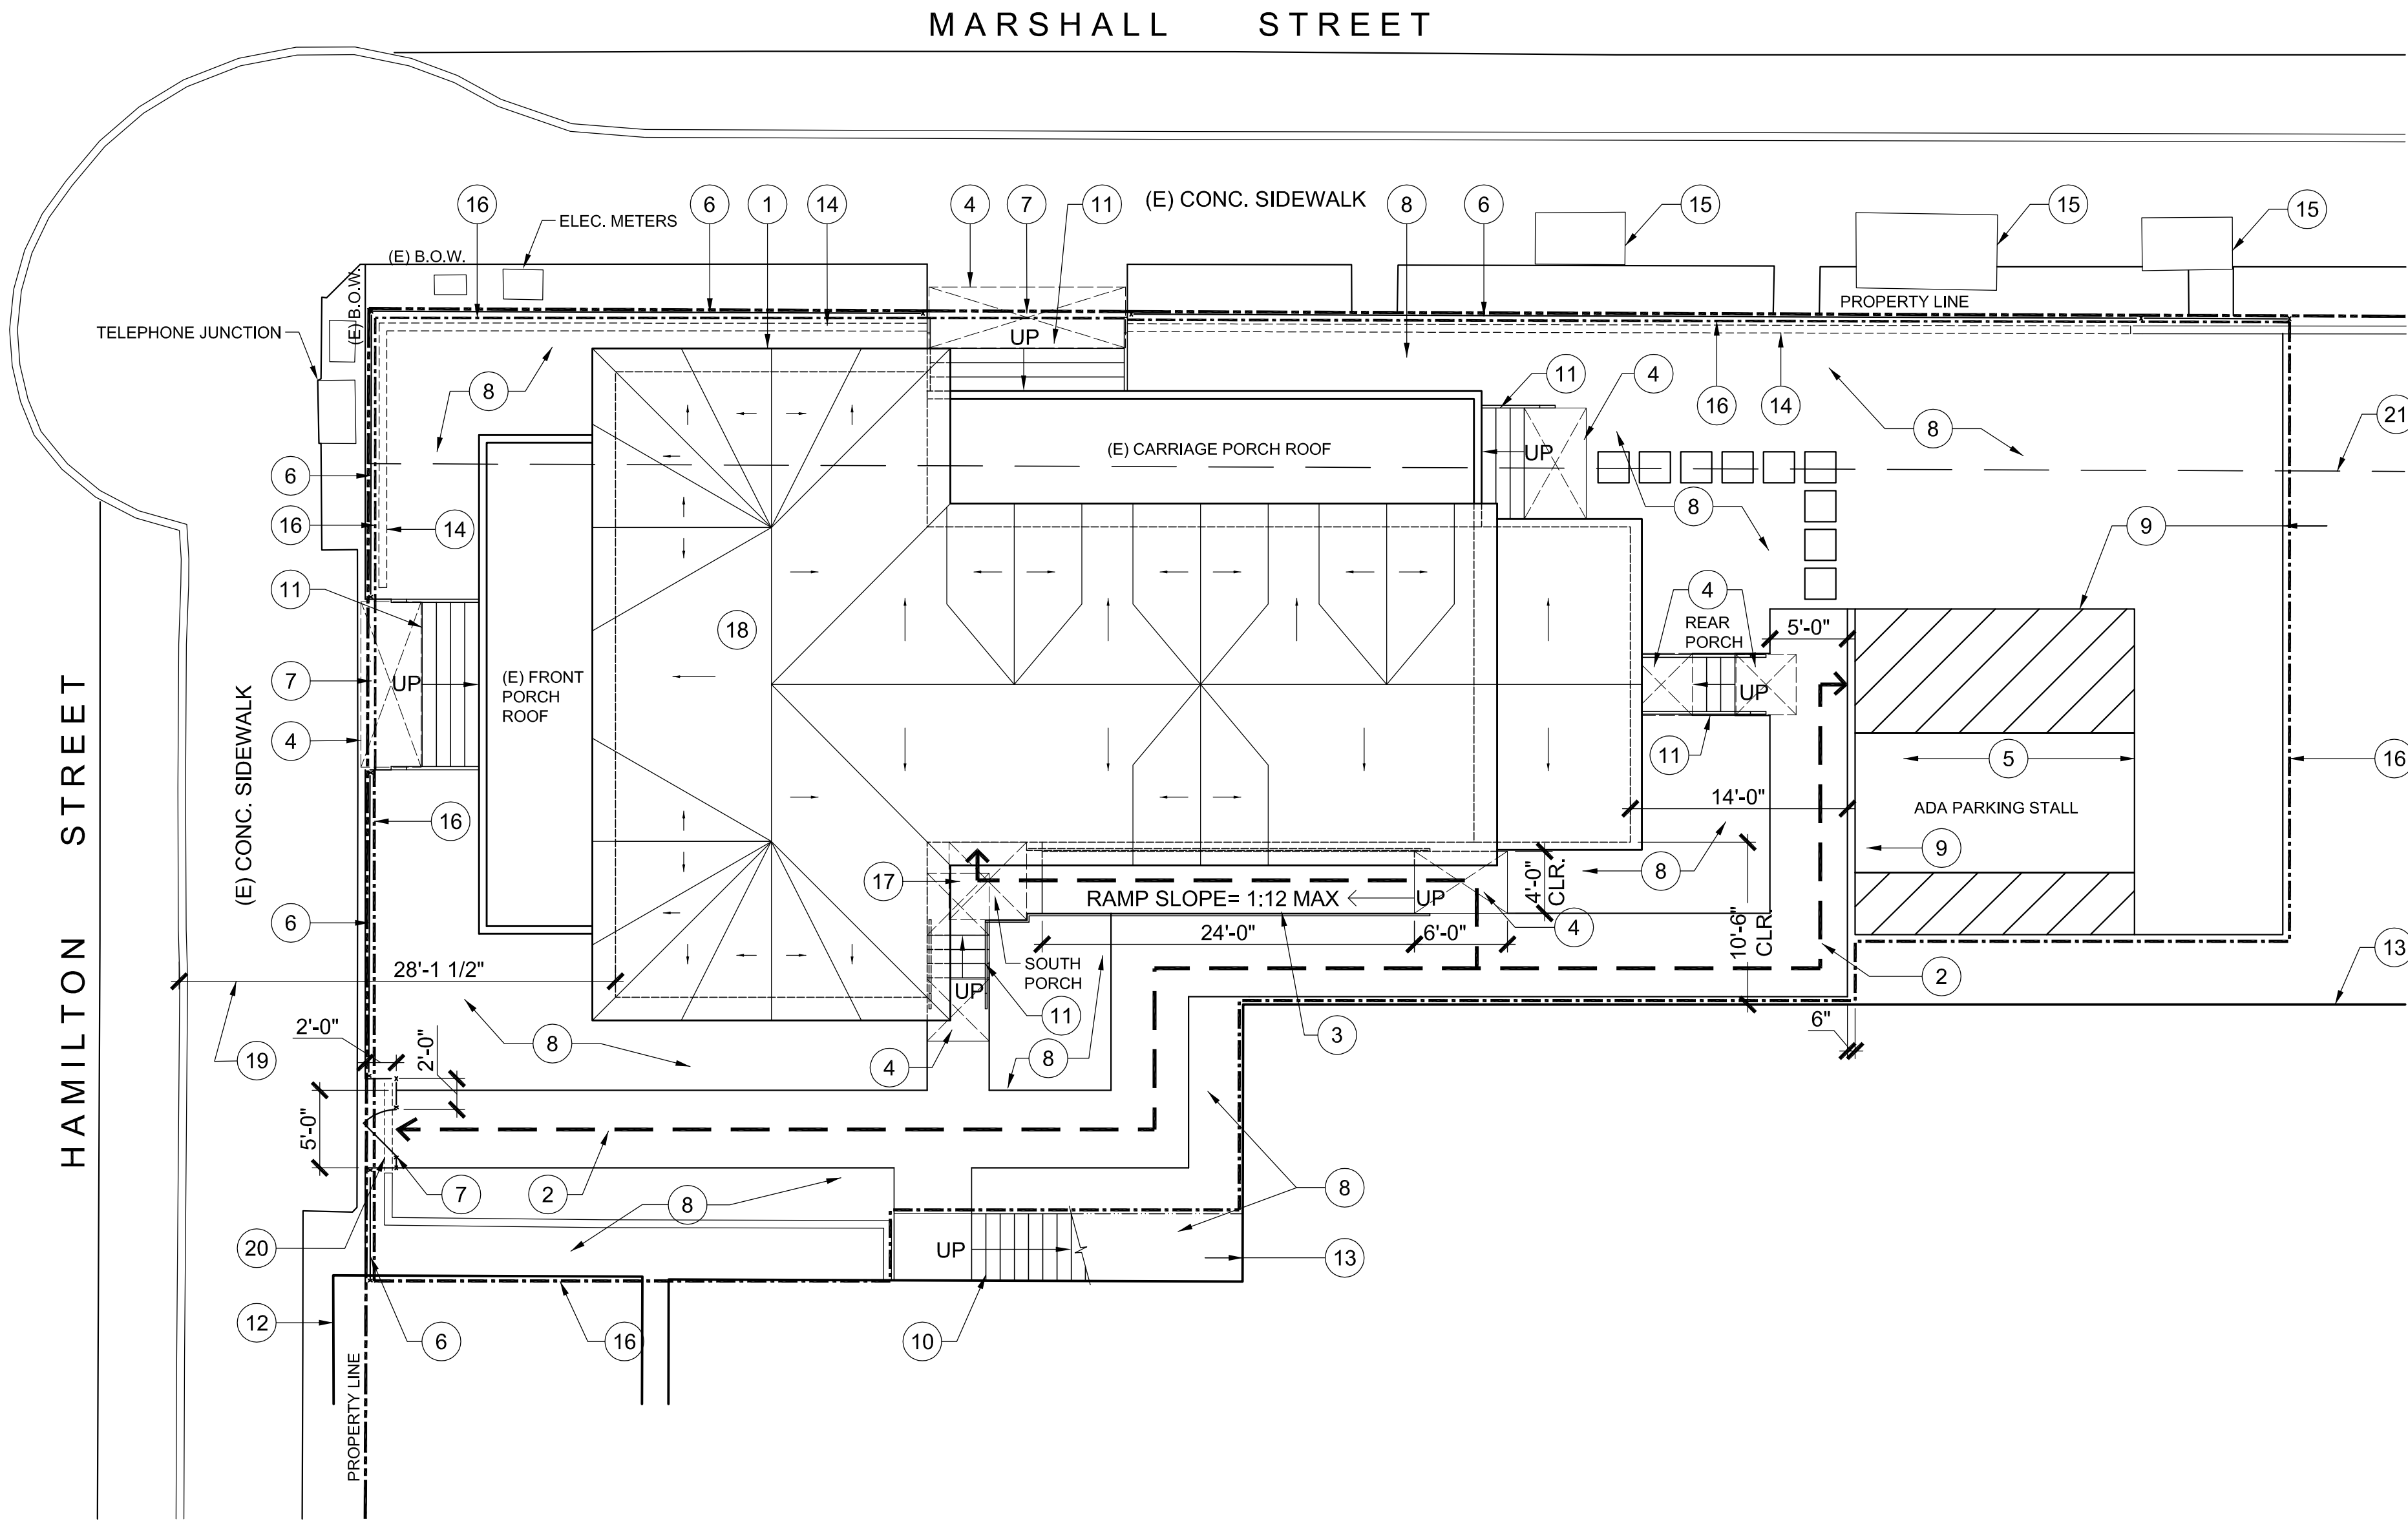 MARSHALL STREET
16
6
1
14
4
7
11
(E) CONC. SIDEWALK
8
6
15
15
15
ELEC. METERS
(E) B.O.W.
(E) B.O.W.
TELEPHONE JUNCTION
PROPERTY LINE
UP
8
11
4
16
14
8
21
(E) CARRIAGE PORCH ROOF
UP
6
16
14
8
9
11
4
REAR
PORCH
5'-0"
18
7
UP
(E) FRONT
PORCH
ROOF
UP
4
11
5
16
(E) CONC. SIDEWALK
HAMILTON STREET
14'-0"
ADA PARKING STALL
16
9
8
17
4'-0"
CLR.
RAMP SLOPE= 1:12 MAX
UP
6
24'-0"
6'-0"
4
10'-6"
CLR.
13
28'-1 1/2"
SOUTH
PORCH
UP
2
11
6"
2'-0"
2'-0"
3
19
8
8
4
5'-0"
7
2
8
8
20
UP
13
12
6
16
10
PROPERTY LINE